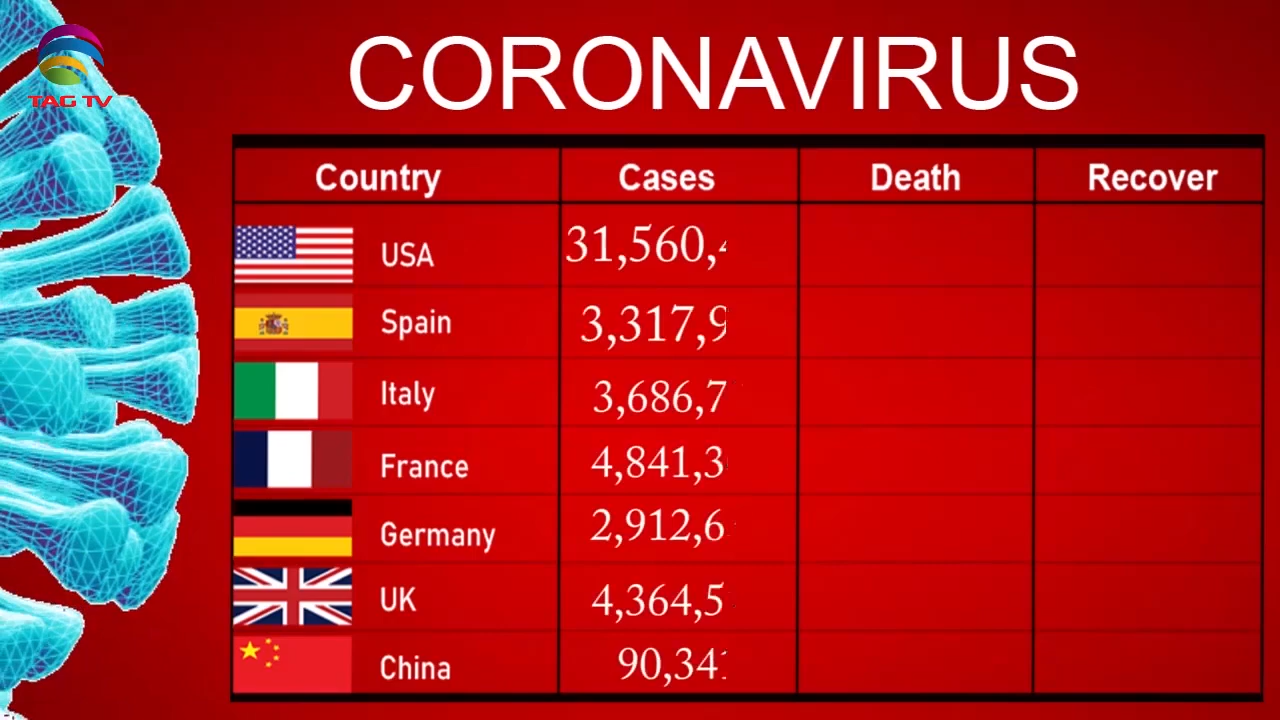 TAG TV
CORONAVIRUS
Country Cases Death Recover
USA 31,560,
Spain 3,317,9
Italy 3,686,7
France 4,841,3
Germany 2,912,6
UK 4,364,5
China 90,34